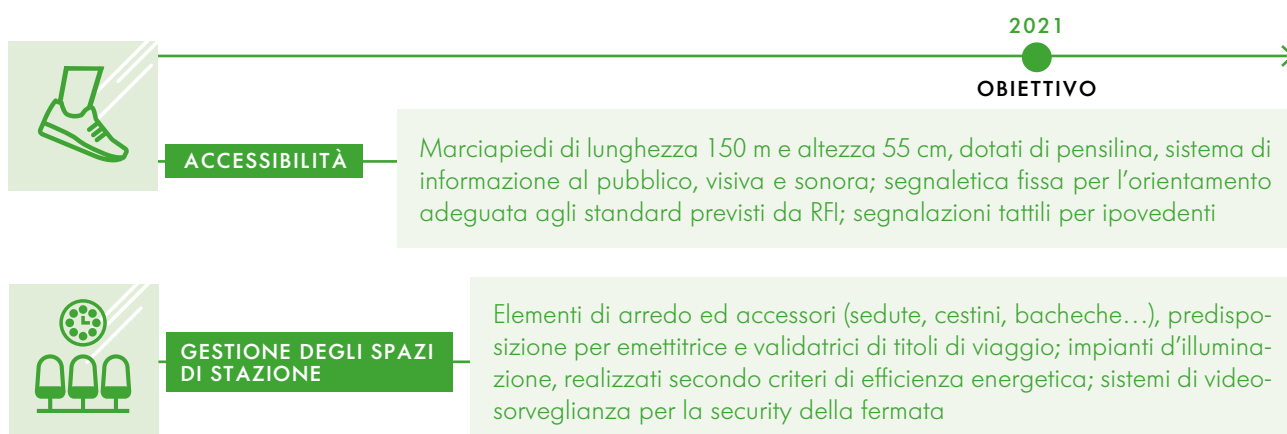 2021
OBIETTIVO
ACCESSIBILITÀ
Marciapiedi di lunghezza 150 m e altezza 55 cm, dotati di pensilina, sistema di
informazione al pubblico, visiva e sonora; segnaletica fissa per l'orientamento
adeguata agli standard previsti da RFI; segnalazioni tattili per ipovedenti
GESTIONE DEGLI SPAZI
DI STAZIONE
Elementi di arredo ed accessori (sedute, cestini, bacheche…), predispo-
sizione per emettitrice e validatrici di titoli di viaggio; impianti d'illumina-
zione, realizzati secondo criteri di efficienza energetica; sistemi di video-
sorveglianza per la security della fermata